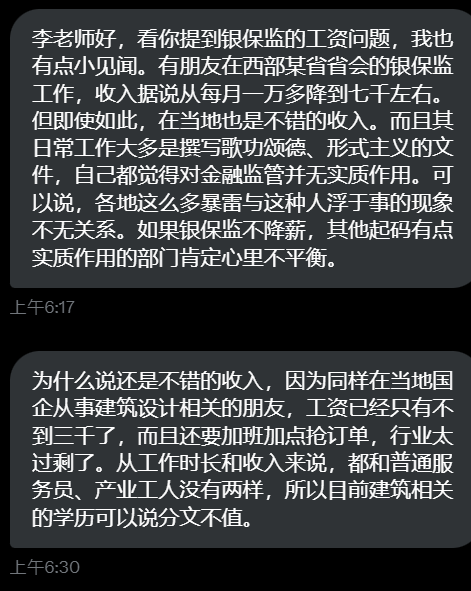 李老师好，看你提到银保监的工资问题，我也
有点小见闻。有朋友在西部某省省会的银保监
工作，收入据说从每月一万多降到七千左右。
但即使如此，在当地也是不错的收入。而且其
日常工作大多是撰写歌功颂德、形式主义的文
件，自己都觉得对金融监管并无实质作用。可
以说，各地这么多暴雷与这种人浮于事的现象
不无关系。如果银保监不降薪，其他起码有点
实质作用的部门肯定心里不平衡。
上午6:17
为什么说还是不错的收入，因为同样在当地国
企从事建筑设计相关的朋友，工资已经只有不
到三千了，而且还要加班加点抢订单，行业太
过剩了。从工作时长和收入来说，都和普通服
务员、产业工人没有两样，所以目前建筑相关
的学历可以说分文不值。
上午6:30